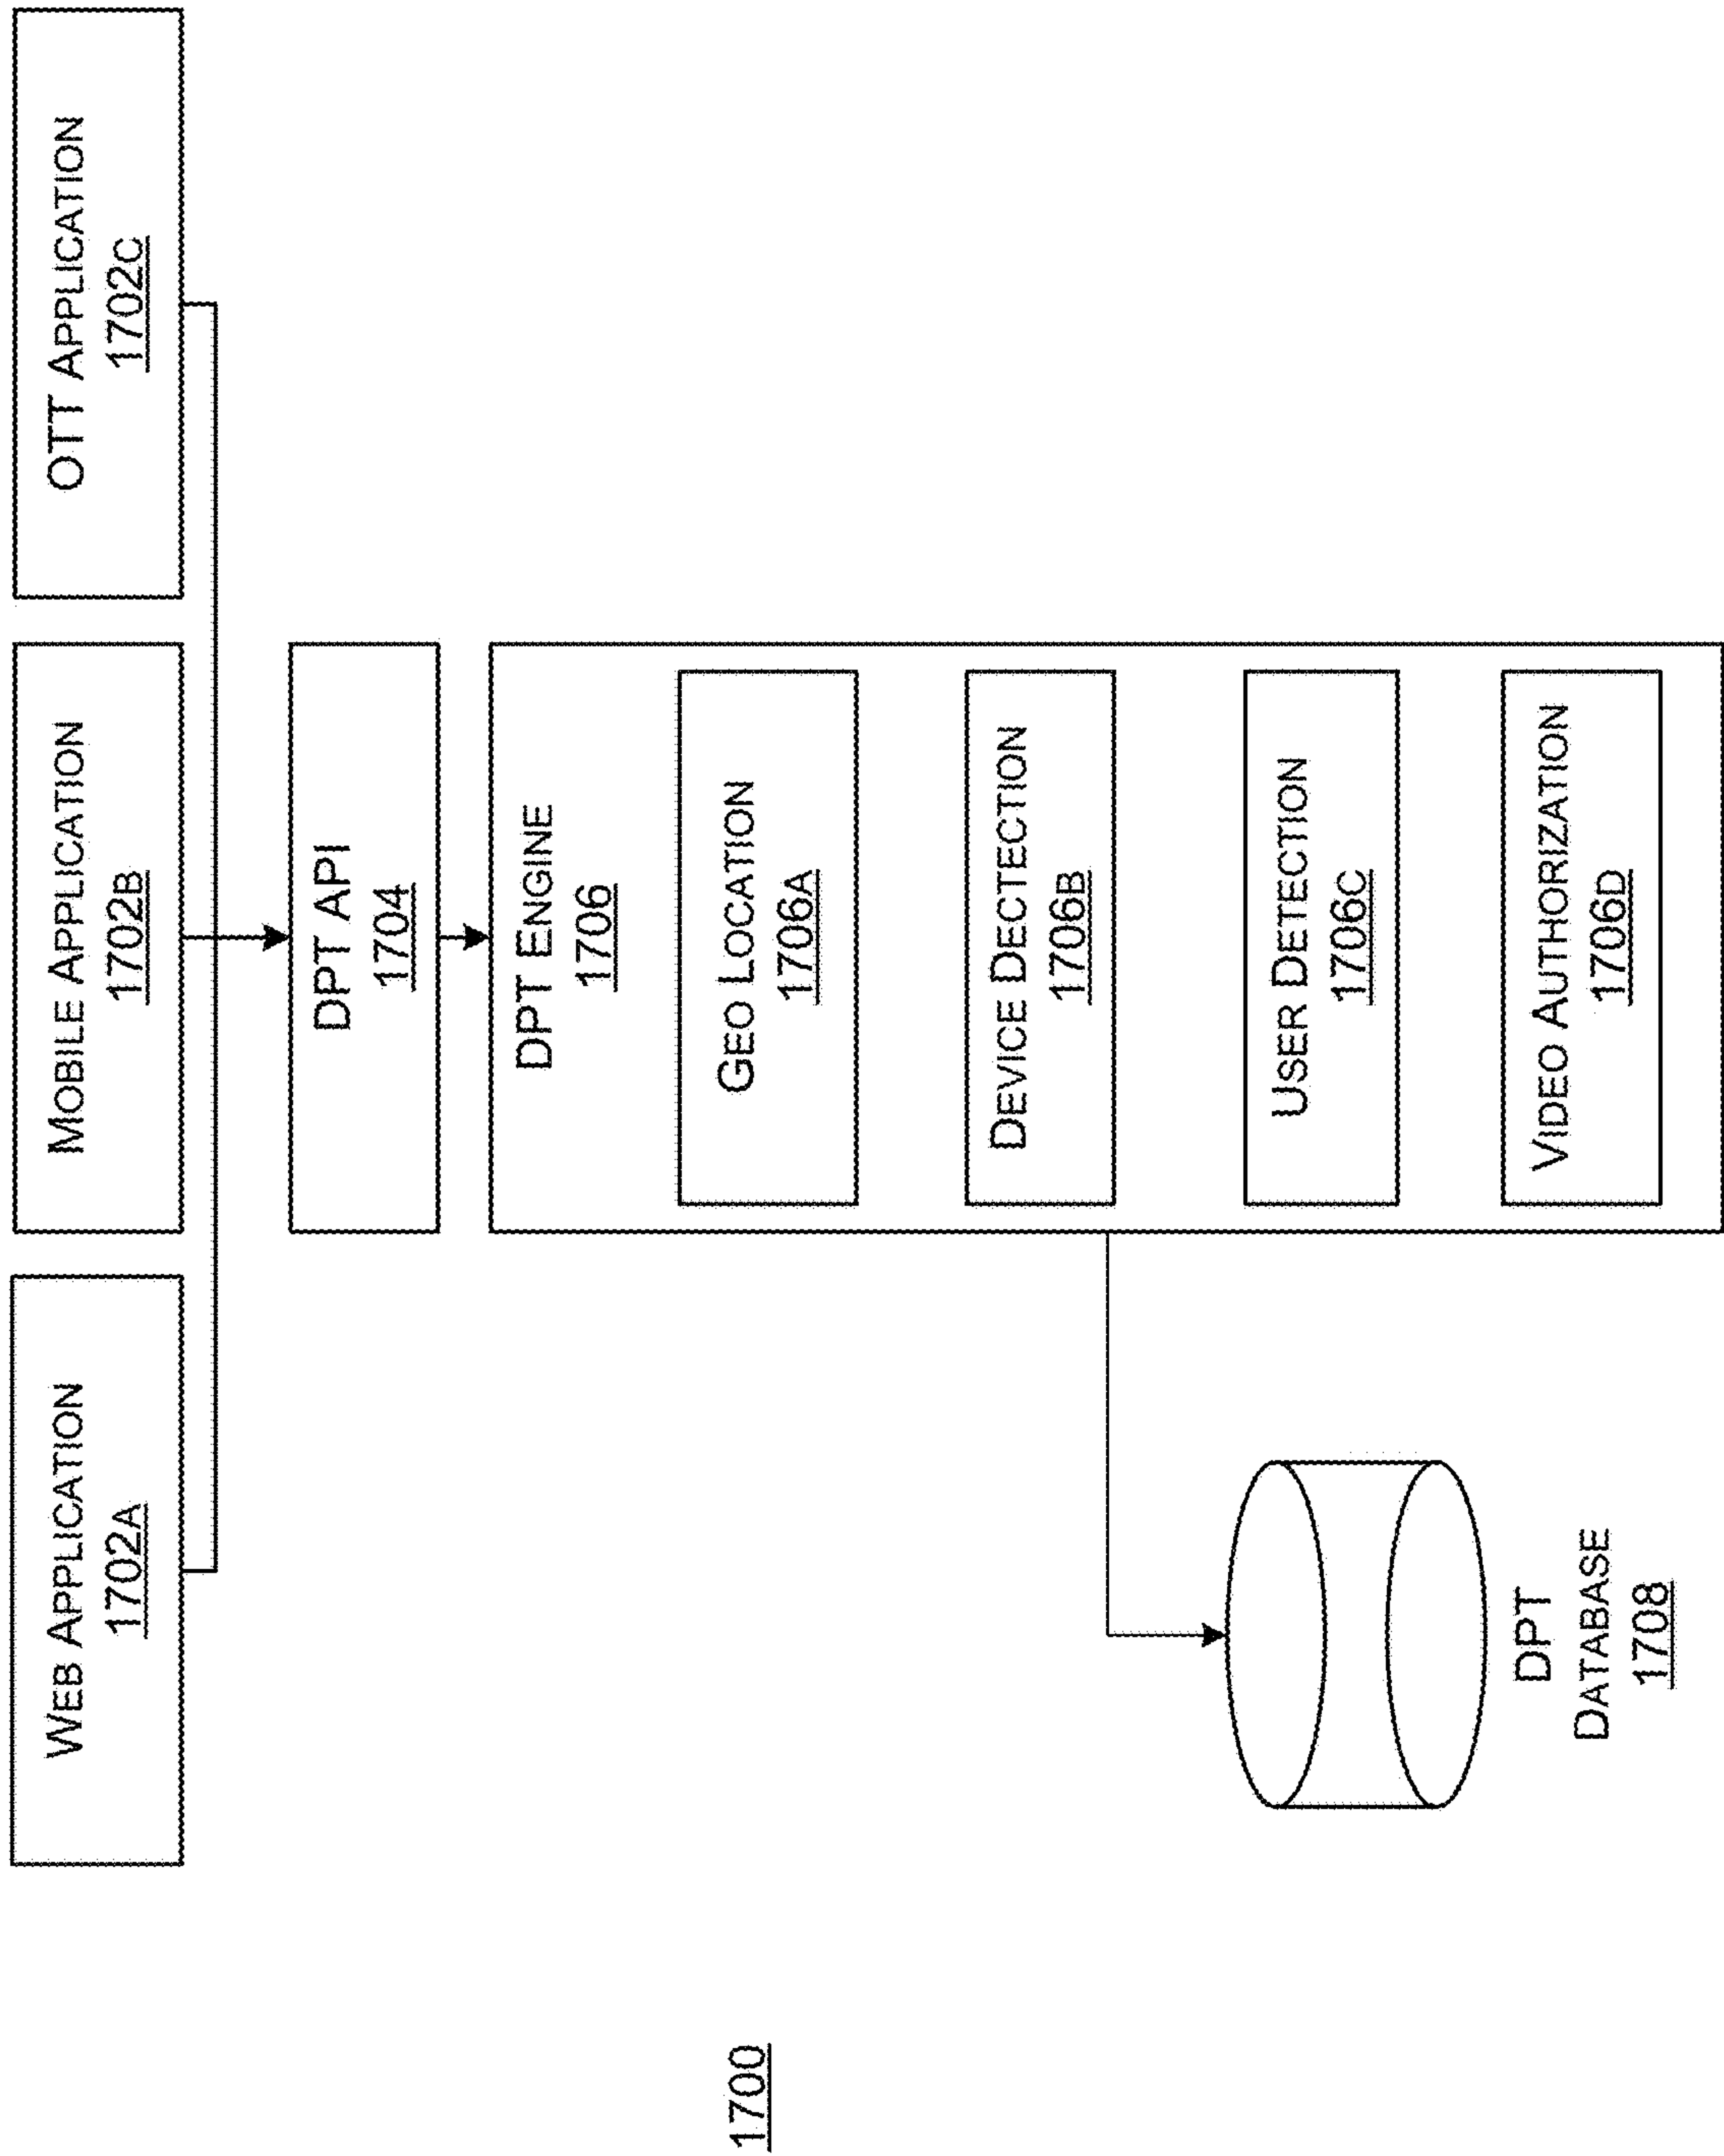 WEB APPLICATION
1702A
MOBILE APPLICATION
1702B
OTT APPLICATION
1702C
DPT API
1704
DPT ENGINE
1706
GEO LOCATION
1706A
DEVICE DECTECTION
1706B
USER DETECTION
1706C
VIDEO AUTHORIZATION
1706D
DPT
DATABASE
1708
1700